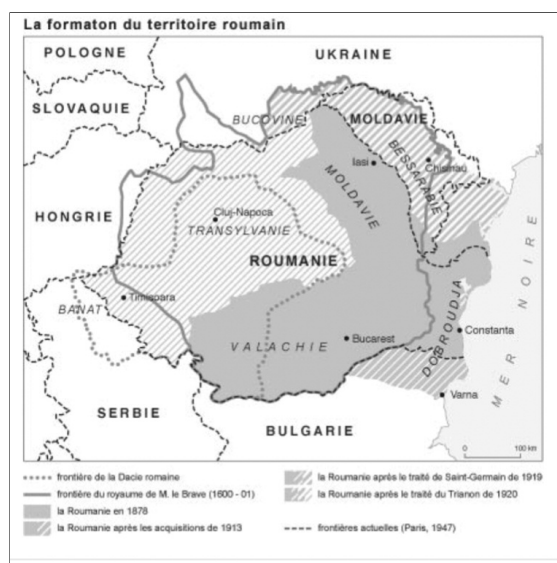 La formaton du territoire roumain
POLOGNE
UKRAINE
SLOVAQUIE
BUCOVINE
MOLDAVIE
Iasi
Chisinau
BESSARABIE
MOLDAVIE
HONGRIE
Cluj-Napoca
TRANSYLVANIE
ROUMANIE
MER NOIRE
BANAT
Timisoara
VALACHIE
Bucarest
DOBROUDJA
Constanta
Varna
SERBIE
BULGARIE
0 100 km
frontière de la Dacie romaine
frontière du royaume de M. le Brave (1600 - 01)
la Roumanie en 1878
la Roumanie après les acquisitions de 1913
la Roumanie après le traité de Saint-Germain de 1919
la Roumanie après le traité du Trianon de 1920
frontières actuelles (Paris, 1947)